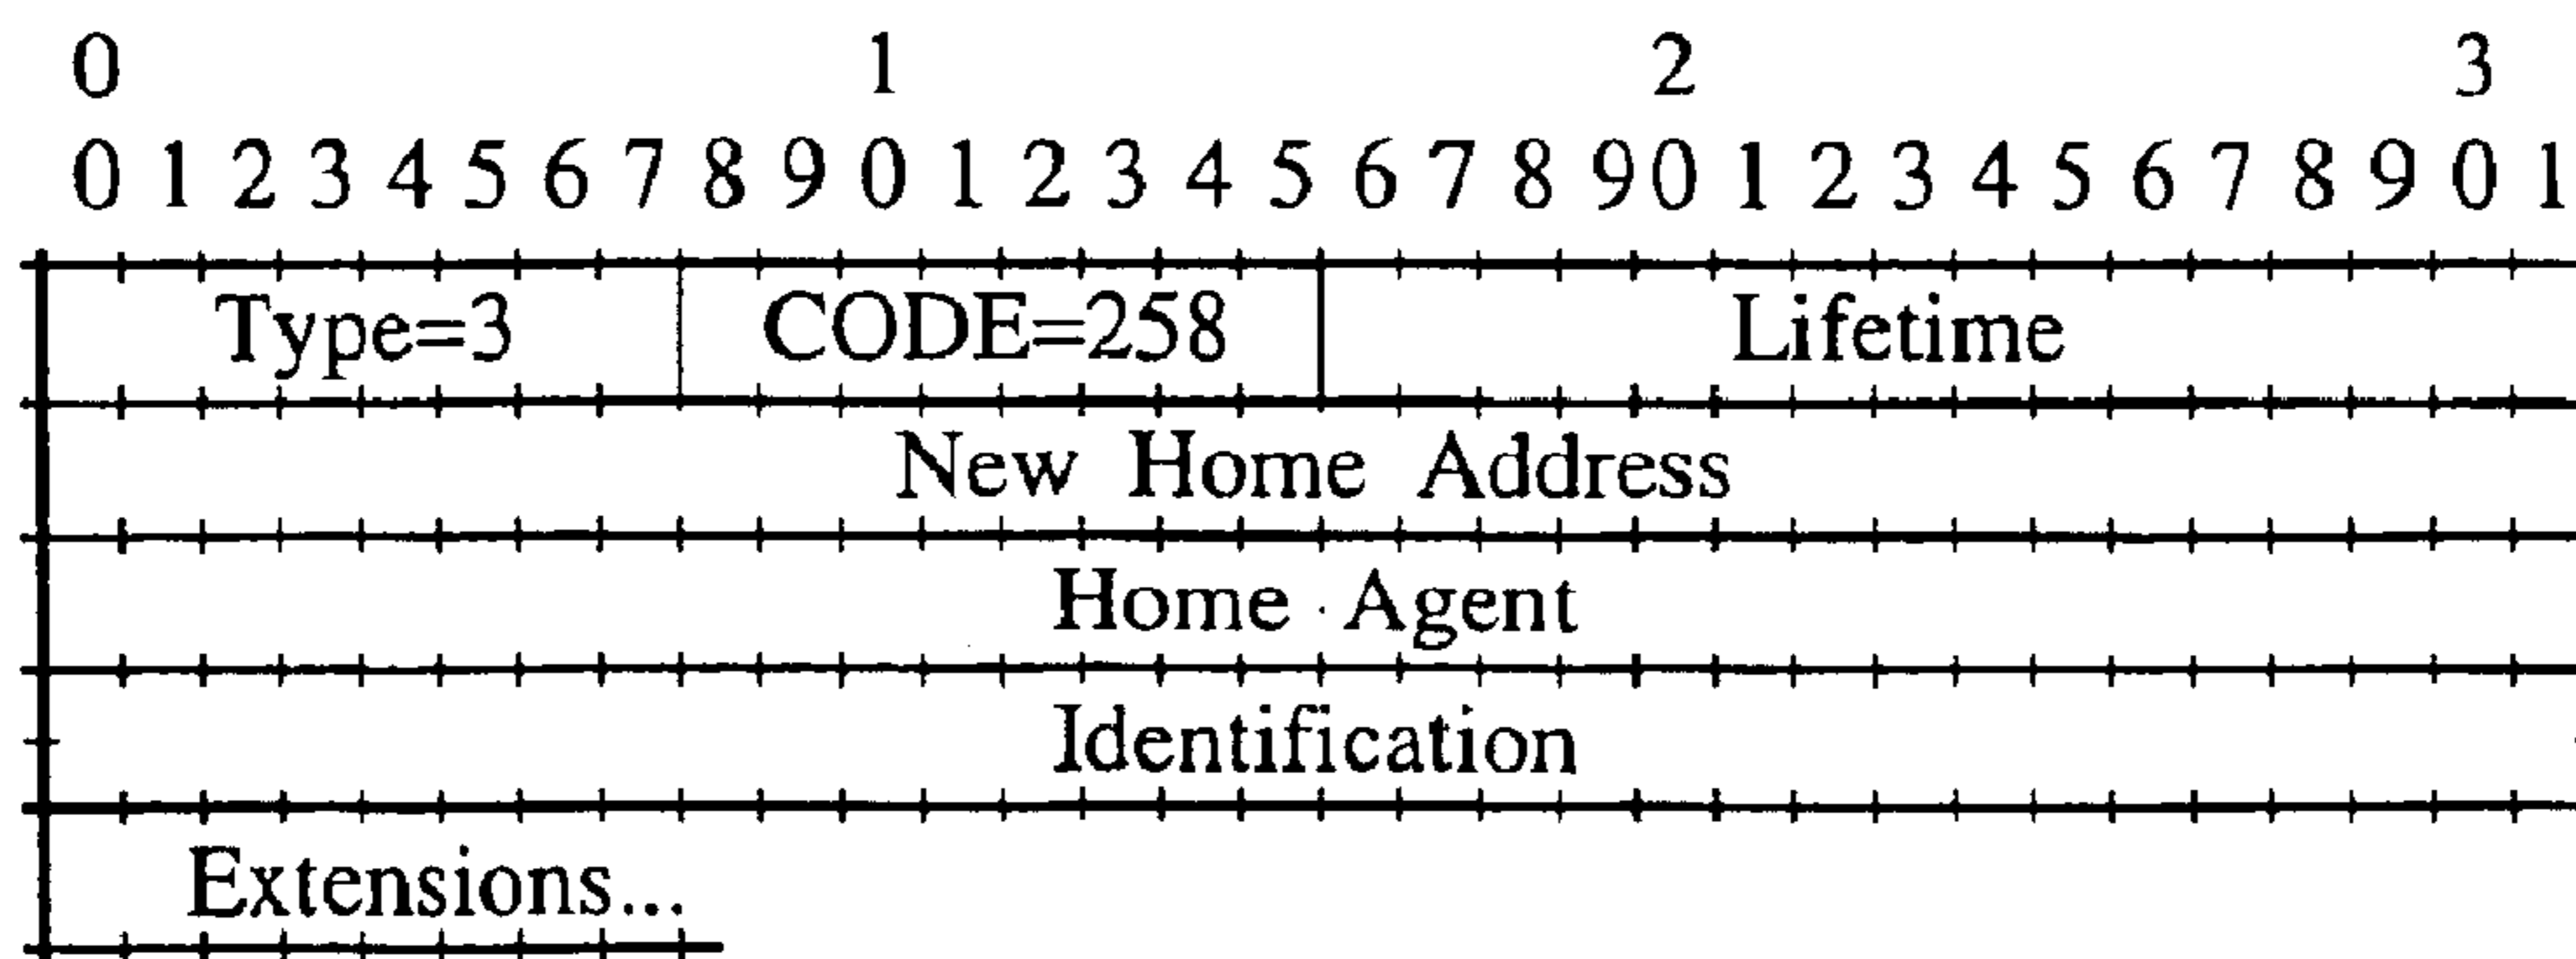 0 1 2 3
0 1 2 3 4 5 6 7 8 9 0 1 2 3 4 5 6 7 8 9 0 1 2 3 4 5 6 7 8 9 0 1
Type=3 CODE=258 Lifetime
New Home Address
Home Agent
Identification
Extensions...